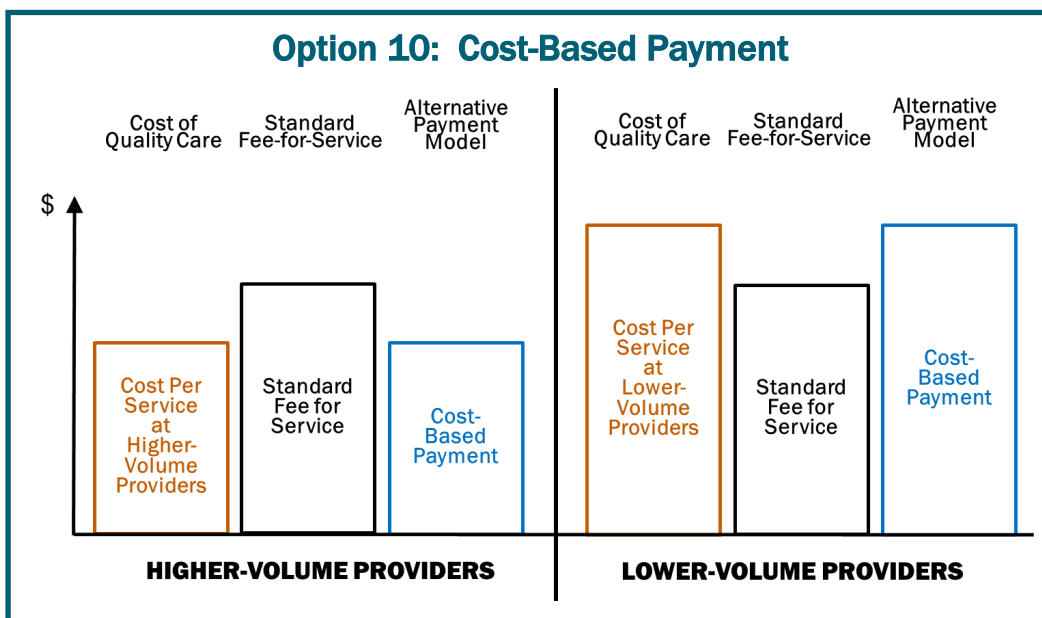 Option 10: Cost-Based Payment
Cost of
Quality Care
Standard
Fee-for-Service
Alternative
Payment
Model
Cost of
Quality Care
Standard
Fee-for-Service
Alternative
Payment
Model
$
Cost Per
Service
at
Higher-
Volume
Providers
Standard
Fee for
Service
Cost-
Based
Payment
Cost Per
Service
at
Lower-
Volume
Providers
Standard
Fee for
Service
Cost-
Based
Payment
HIGHER-VOLUME PROVIDERS
LOWER-VOLUME PROVIDERS